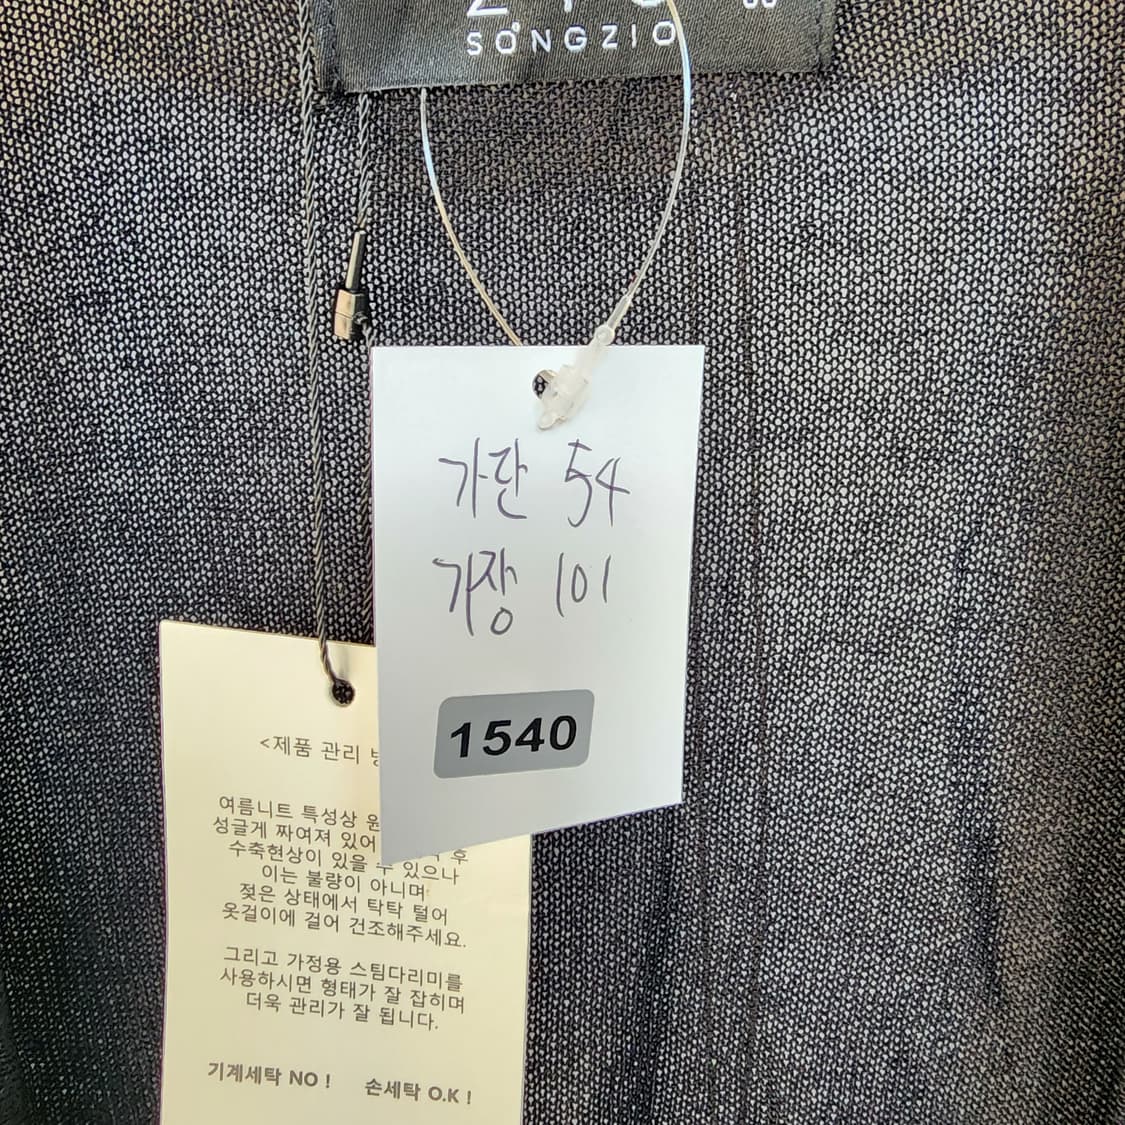 SONGZIO
가단 54
가장 101
1540
<제품 관리
여름니트 특성상
성글게 짜여져 있어 후
수축현상이 있을 수 있으나
이는 불량이 아니며
젖은 상태에서 탁탁 털어
옷걸이에 걸어 건조해주세요.
그리고 가정용 스팀다리미를
사용하시면 형태가 잘 잡히며
더욱 관리가 잘 됩니다.
기계세탁 NO ! 손세탁 O.K !